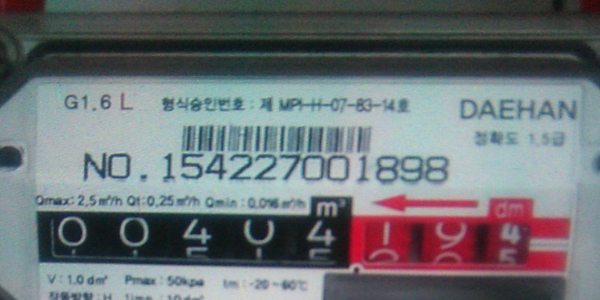 G1.6 L 형식승인번호 : 제 MPI-H-07-83-14호 DAEHAN
정확도 1.5급
NO. 154227001898
Qmax: 2.5㎥/h Qt:0.25㎥/h Qmin : 0.016㎥/h m³ dm
0 0 4 4
V : 1.0 dm³ Pmax : 50kpa tm : -20 ~ 60℃